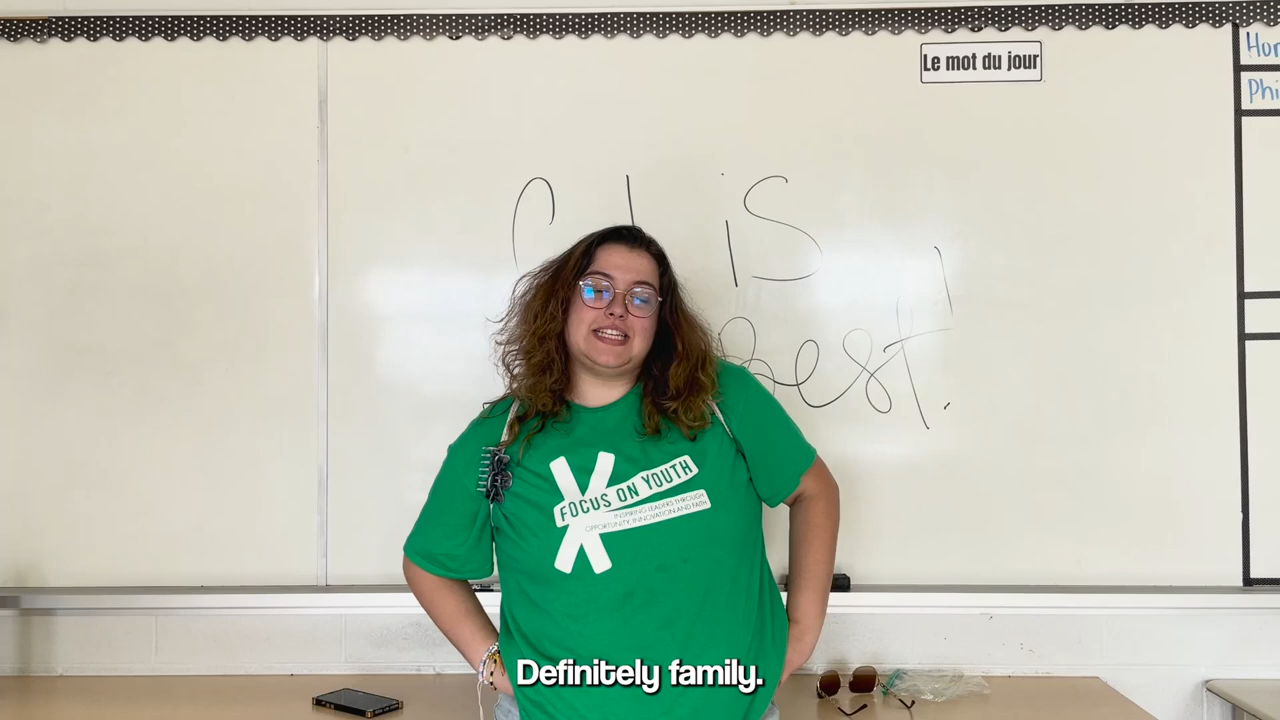 Le mot du jour
is
Best!
FOCUS ON YOUTH
INSPIRING LEADERS THROUGH
OPPORTUNITY, INNOVATION AND FAITH
Definitely family.